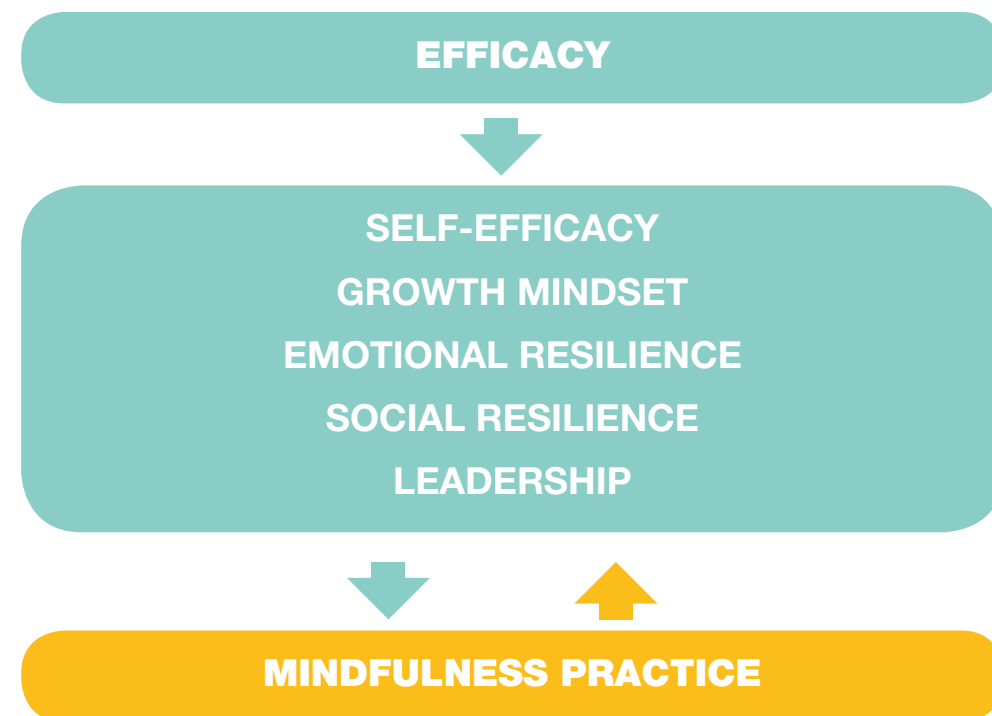 EFFICACY
SELF-EFFICACY
GROWTH MINDSET
EMOTIONAL RESILIENCE
SOCIAL RESILIENCE
LEADERSHIP
MINDFULNESS PRACTICE